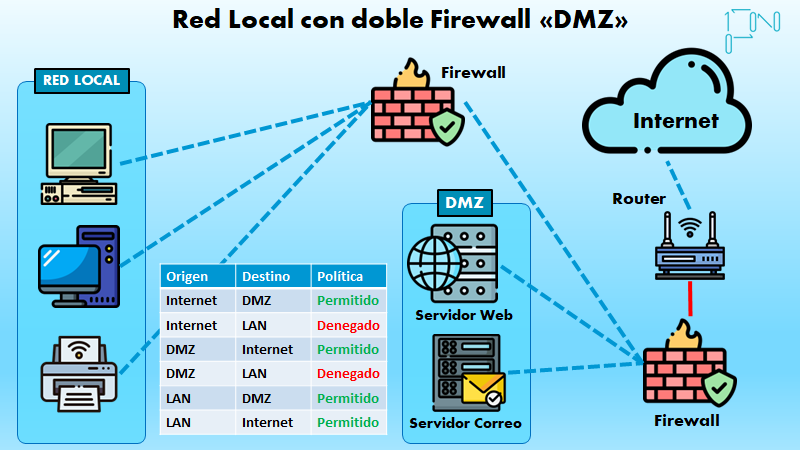 Red Local con doble Firewall «DMZ»
RED LOCAL
Firewall
Internet
Router
DMZ
Servidor Web
Servidor Correo
Firewall
Origen Destino Política
Internet DMZ Permitido
Internet LAN Denegado
DMZ Internet Permitido
DMZ LAN Denegado
LAN DMZ Permitido
LAN Internet Permitido